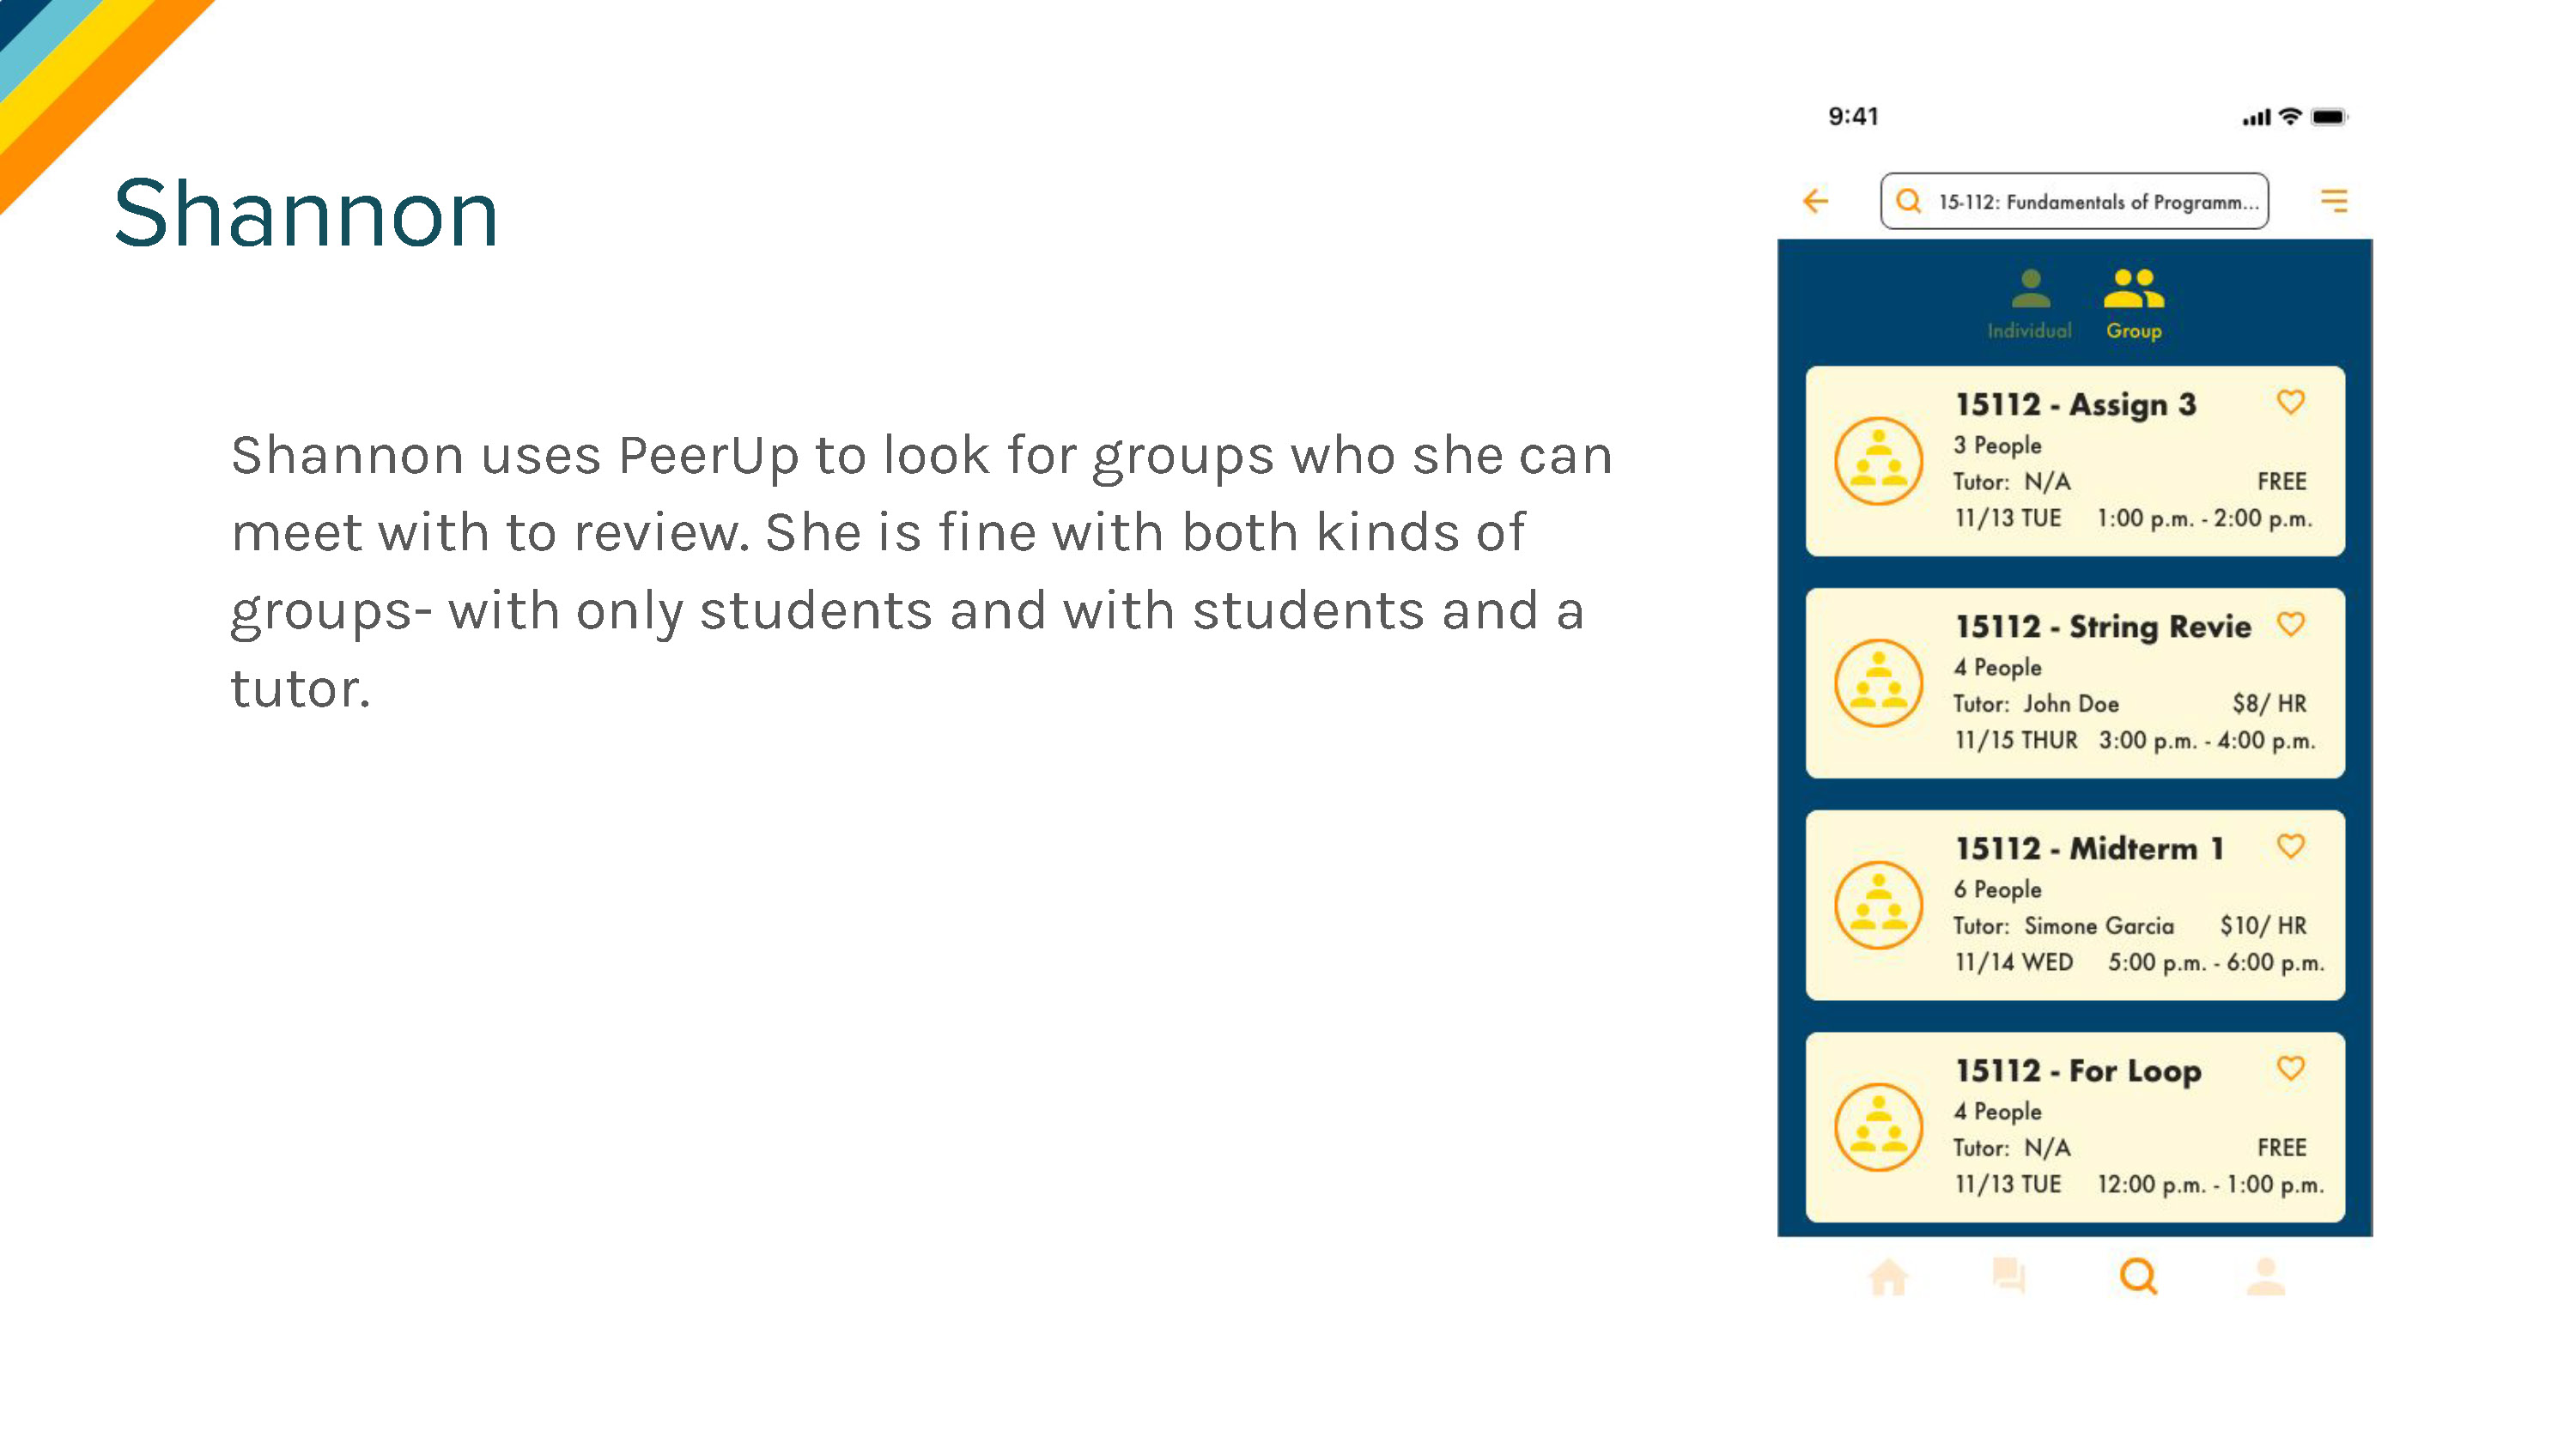 Shannon
Shannon uses PeerUp to look for groups who she can
meet with to review. She is fine with both kinds of
groups- with only students and with students and a
tutor.
9:41
15-112: Fundamentals of Programm...
Individual Group
15112 - Assign 3
3 People
Tutor: N/A FREE
11/13 TUE 1:00 p.m. - 2:00 p.m.
15112 - String Revie
4 People
Tutor: John Doe $8/ HR
11/15 THUR 3:00 p.m. - 4:00 p.m.
15112 - Midterm 1
6 People
Tutor: Simone Garcia $10/ HR
11/14 WED 5:00 p.m. - 6:00 p.m.
15112 - For Loop
4 People
Tutor: N/A FREE
11/13 TUE 12:00 p.m. - 1:00 p.m.